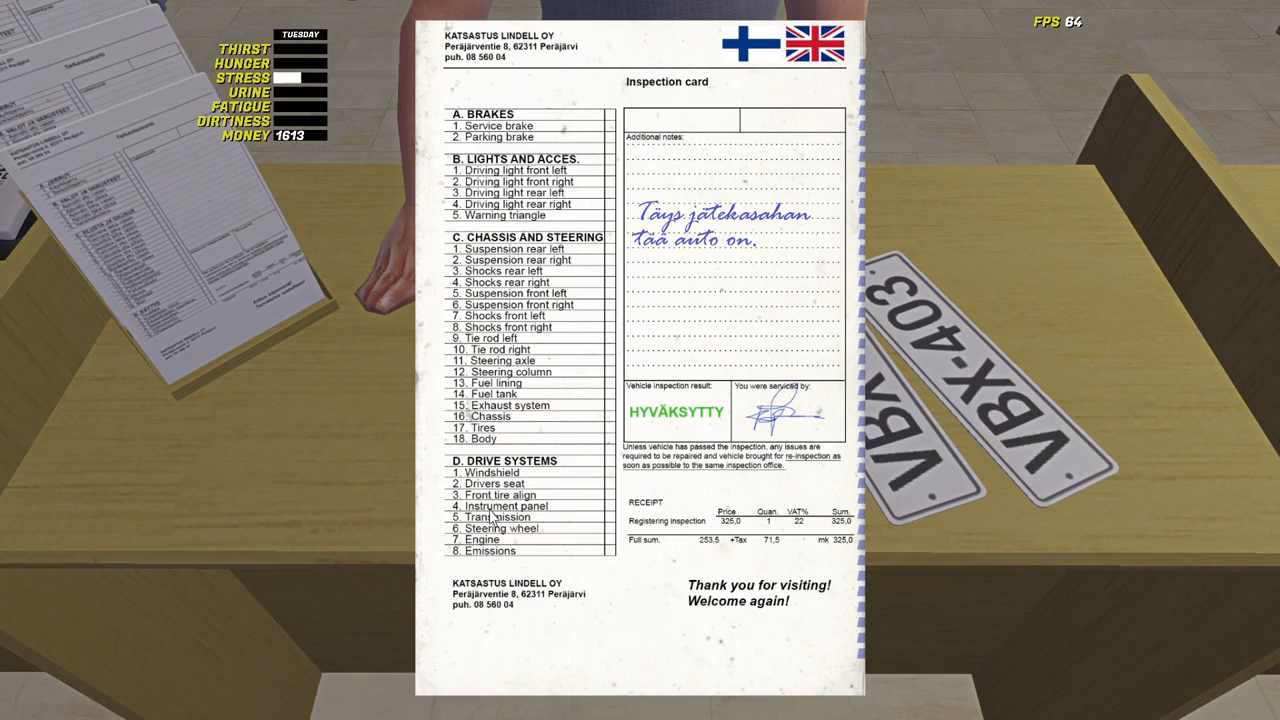 TUESDAY
THIRST
HUNGER
STRESS
URINE
FATIGUE
DIRTINESS
MONEY 1613
FPS 64
KATSASTUS LINDELL OY
Peräjärventie 8, 62311 Peräjärvi
puh. 08 560 04
Inspection card
A. BRAKES
1. Service brake
2. Parking brake
B. LIGHTS AND ACCES.
1. Driving light front left
2. Driving light front right
3. Driving light rear left
4. Driving light rear right
5. Warning triangle
C. CHASSIS AND STEERING
1. Suspension rear left
2. Suspension rear right
3. Shocks rear left
4. Shocks rear right
5. Suspension front left
6. Suspension front right
7. Shocks front left
8. Shocks front right
9. Tie rod left
10. Tie rod right
11. Steering axle
12. Steering column
13. Fuel lining
14. Fuel tank
15. Exhaust system
16. Chassis
17. Tires
18. Body
D. DRIVE SYSTEMS
1. Windshield
2. Drivers seat
3. Front tire align
4. Instrument panel
5. Transmission
6. Steering wheel
7. Engine
8. Emissions
KATSASTUS LINDELL OY
Peräjärventie 8, 62311 Peräjärvi
puh. 08 560 04
Additional notes:
Täys jätekasahan
tää auto on.
Vehicle inspection result:
HYVÄKSYTTY
You were serviced by:
Unless vehicle has passed the inspection, any issues are
required to be repaired and vehicle brought for re-inspection as
soon as possible to the same inspection office.
RECEIPT
Price Quan. VAT% Sum.
Registering inspection 325,0 1 22 325,0
Full sum. 253,5 +Tax 71,5 mk 325,0
Thank you for visiting!
Welcome again!
VBX-403
VBX